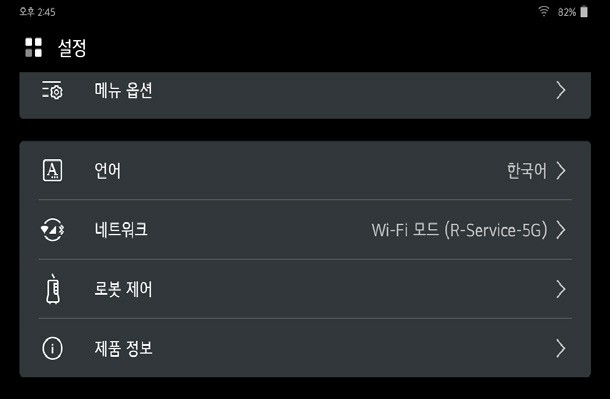 오후 2:45
82%
설정
메뉴 옵션
언어 한국어
네트워크 Wi-Fi 모드 (R-Service-5G)
로봇 제어
제품 정보